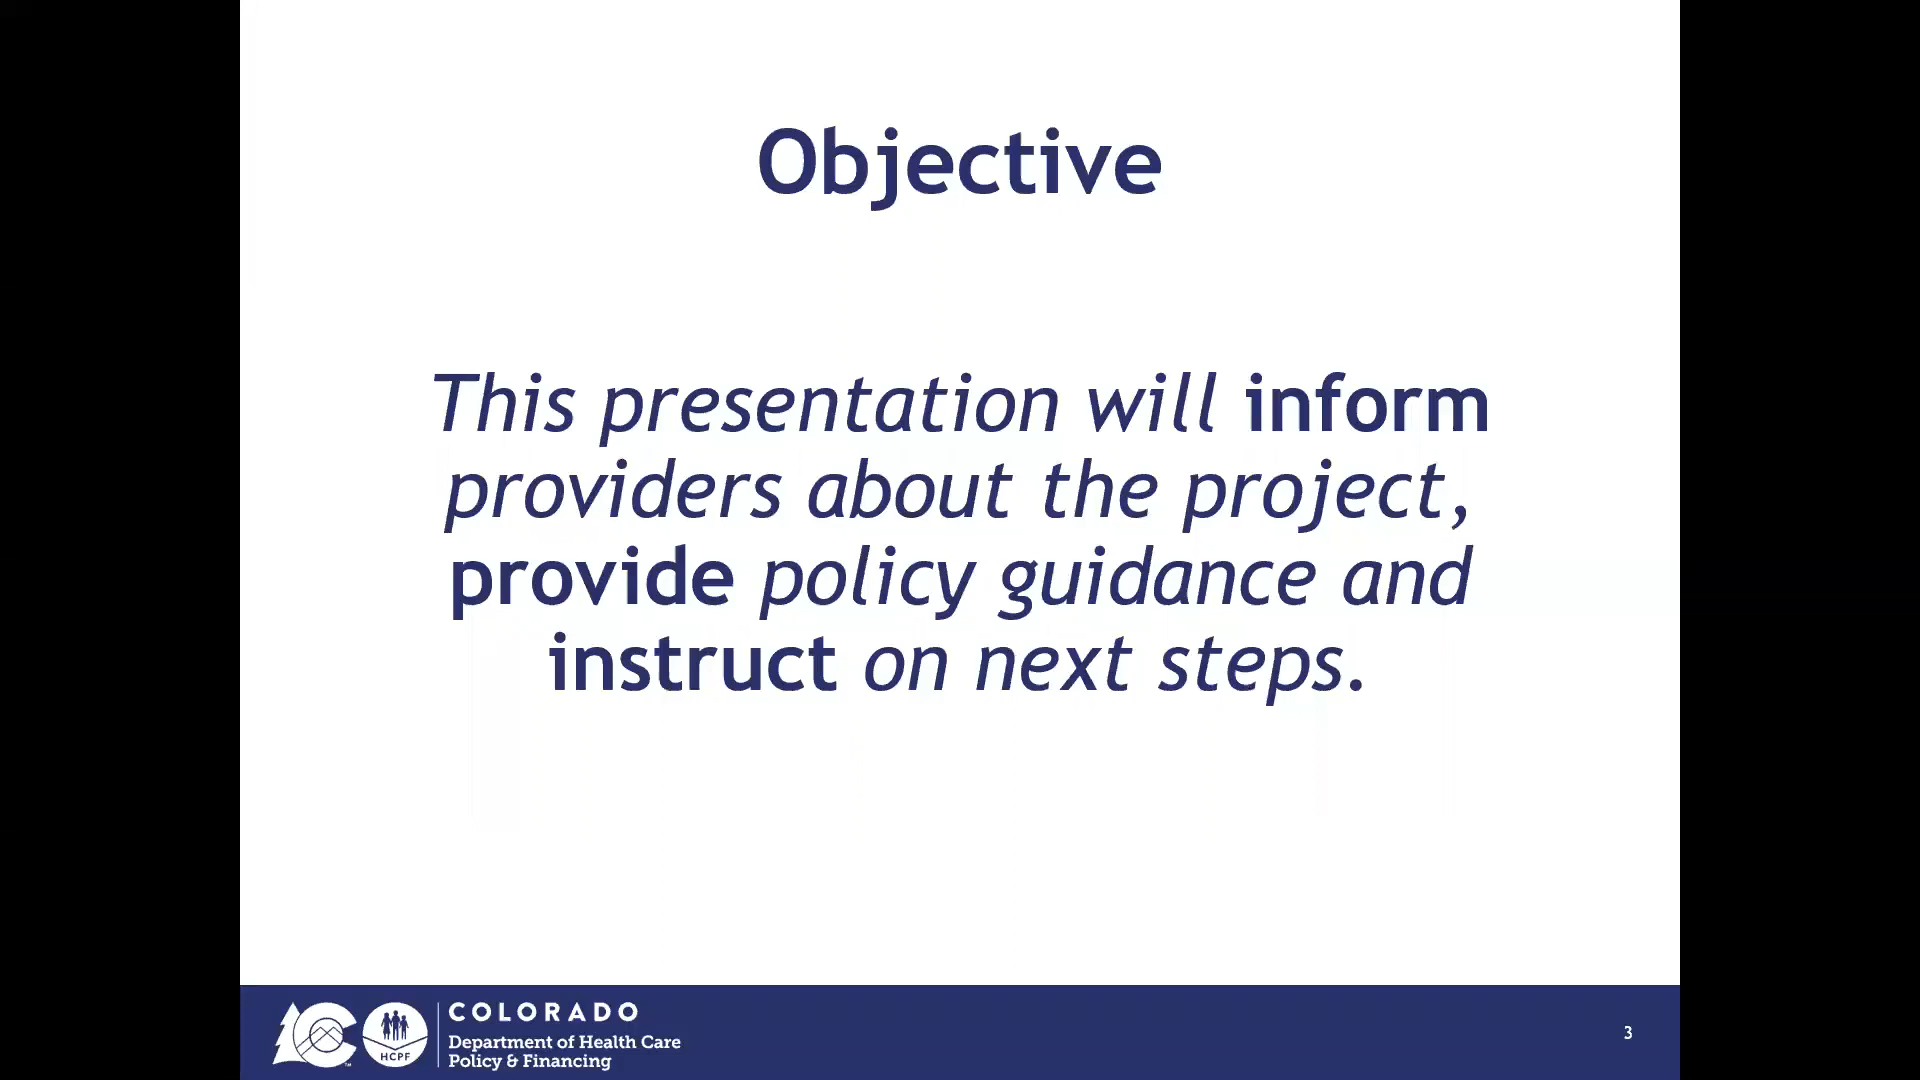 Objective
This presentation will inform
providers about the project,
provide policy guidance and
instruct on next steps.
HCPF
COLORADO
Department of Health Care
Policy & Financing
3